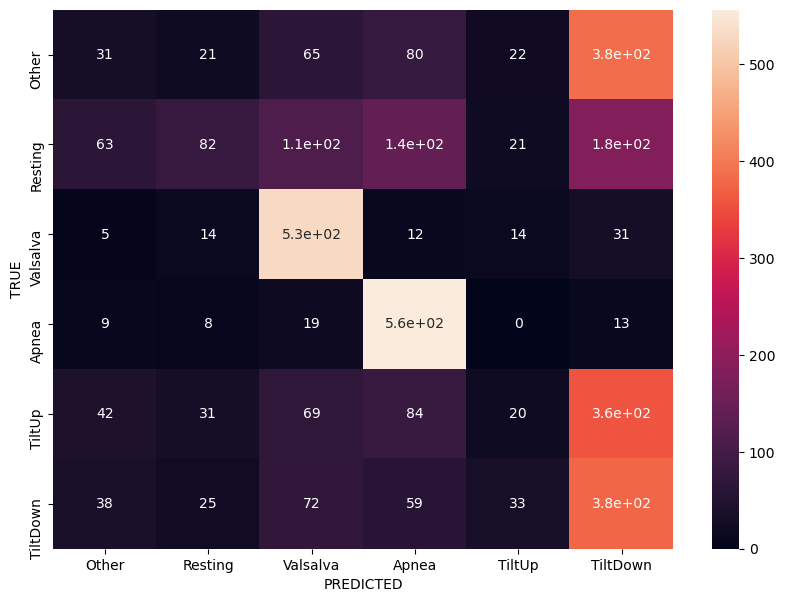 Other 31 21 65 80 22 3.8e+02
Resting 63 82 1.1e+02 1.4e+02 21 1.8e+02
Valsalva 5 14 5.3e+02 12 14 31
Apnea 9 8 19 5.6e+02 0 13
TiltUp 42 31 69 84 20 3.6e+02
TiltDown 38 25 72 59 33 3.8e+02
TRUE
Other Resting Valsalva Apnea TiltUp TiltDown
PREDICTED
500
400
300
200
100
0